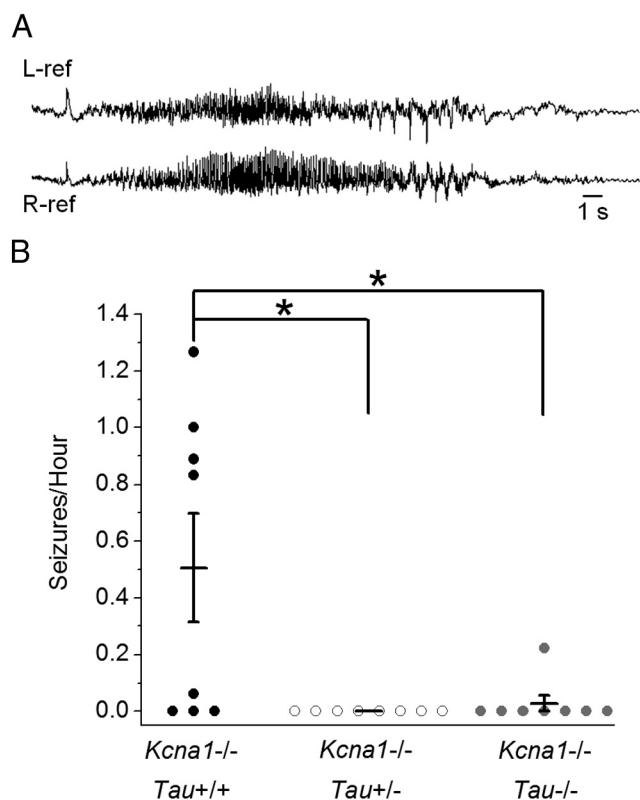 A
L-ref
R-ref
1 s
B
*
*
1.4
1.2
1.0
0.8
0.6
0.4
0.2
0.0
Seizures/Hour
Kcna1-/- Kcna1-/- Kcna1-/-
Tau+/+ Tau+/- Tau-/-